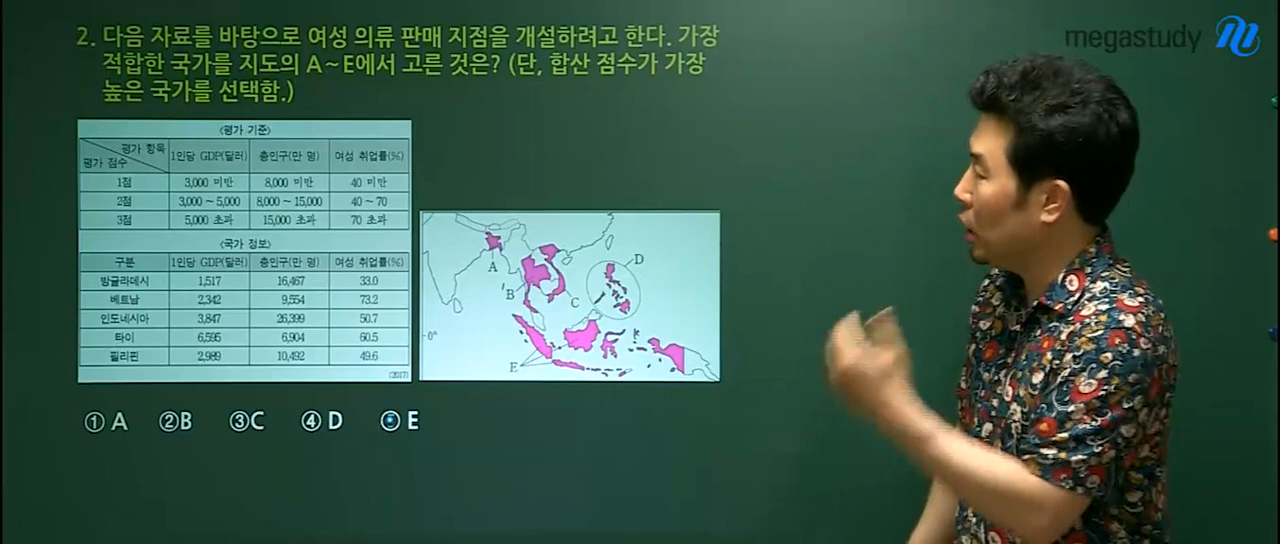 megastudy
2. 다음 자료를 바탕으로 여성 의류 판매 지점을 개설하려고 한다. 가장
적합한 국가를 지도의 A~E에서 고른 것은? (단, 합산 점수가 가장
높은 국가를 선택함.)
<평가 기준>
평가 항목
평가 점수
1인당 GDP(달러) 총인구(만 명) 여성 취업률(%)
1점 3,000 미만 8,000 미만 40 미만
2점 3,000 ~ 5,000 8,000 ~ 15,000 40 ~ 70
3점 5,000 초과 15,000 초과 70 초과
<국가 정보>
구분 1인당 GDP(달러) 총인구(만 명) 여성 취업률(%)
방글라데시 1,517 16,467 33.0
베트남 2,342 9,554 73.2
인도네시아 3,847 26,399 50.7
타이 6,595 6,904 60.5
필리핀 2,989 10,492 49.6
(2017)
A
B
C
D
E
0°
① A ② B ③ C ④ D ⑤ E